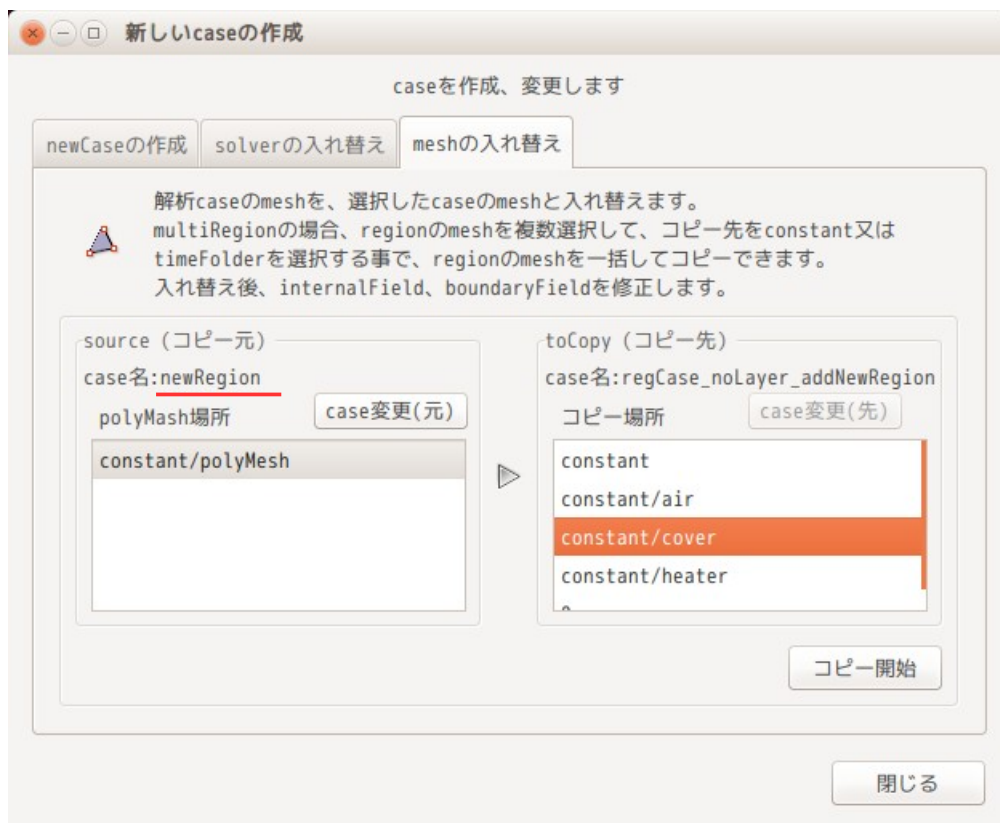 新しいcaseの作成
caseを作成、変更します
newCaseの作成
solverの入れ替え
meshの入れ替え
解析caseのmeshを、選択したcaseのmeshと入れ替えます。
multiRegionの場合、regionのmeshを複数選択して、コピー先をconstant又は
timeFolderを選択する事で、regionのmeshを一括してコピーできます。
入れ替え後、internalField、boundaryFieldを修正します。
source (コピー元)
case名:newRegion
polyMash場所
case変更(元)
constant/polyMesh
toCopy (コピー先)
case名:regCase_noLayer_addNewRegion
コピー場所
case変更(先)
constant
constant/air
constant/cover
constant/heater
コピー開始
閉じる